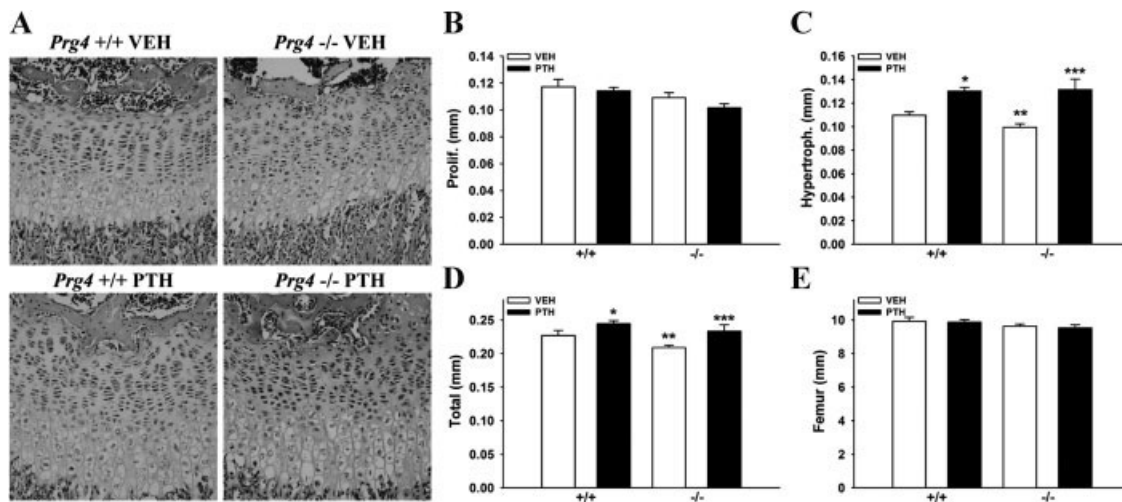 A
Prg4 +/+ VEH
Prg4 -/- VEH
Prg4 +/+ PTH
Prg4 -/- PTH
B
VEH
PTH
Prolif. (mm)
0.14
0.12
0.10
0.08
0.06
0.04
0.02
0.00
+/+
-/-
C
VEH
PTH
Hypertroph. (mm)
0.16
0.14
0.12
0.10
0.08
0.06
0.04
0.02
0.00
*
**
***
+/+
-/-
D
VEH
PTH
Total (mm)
0.25
0.20
0.15
0.10
0.05
0.00
*
**
***
+/+
-/-
E
VEH
PTH
Femur (mm)
10
8
6
4
2
0
+/+
-/-